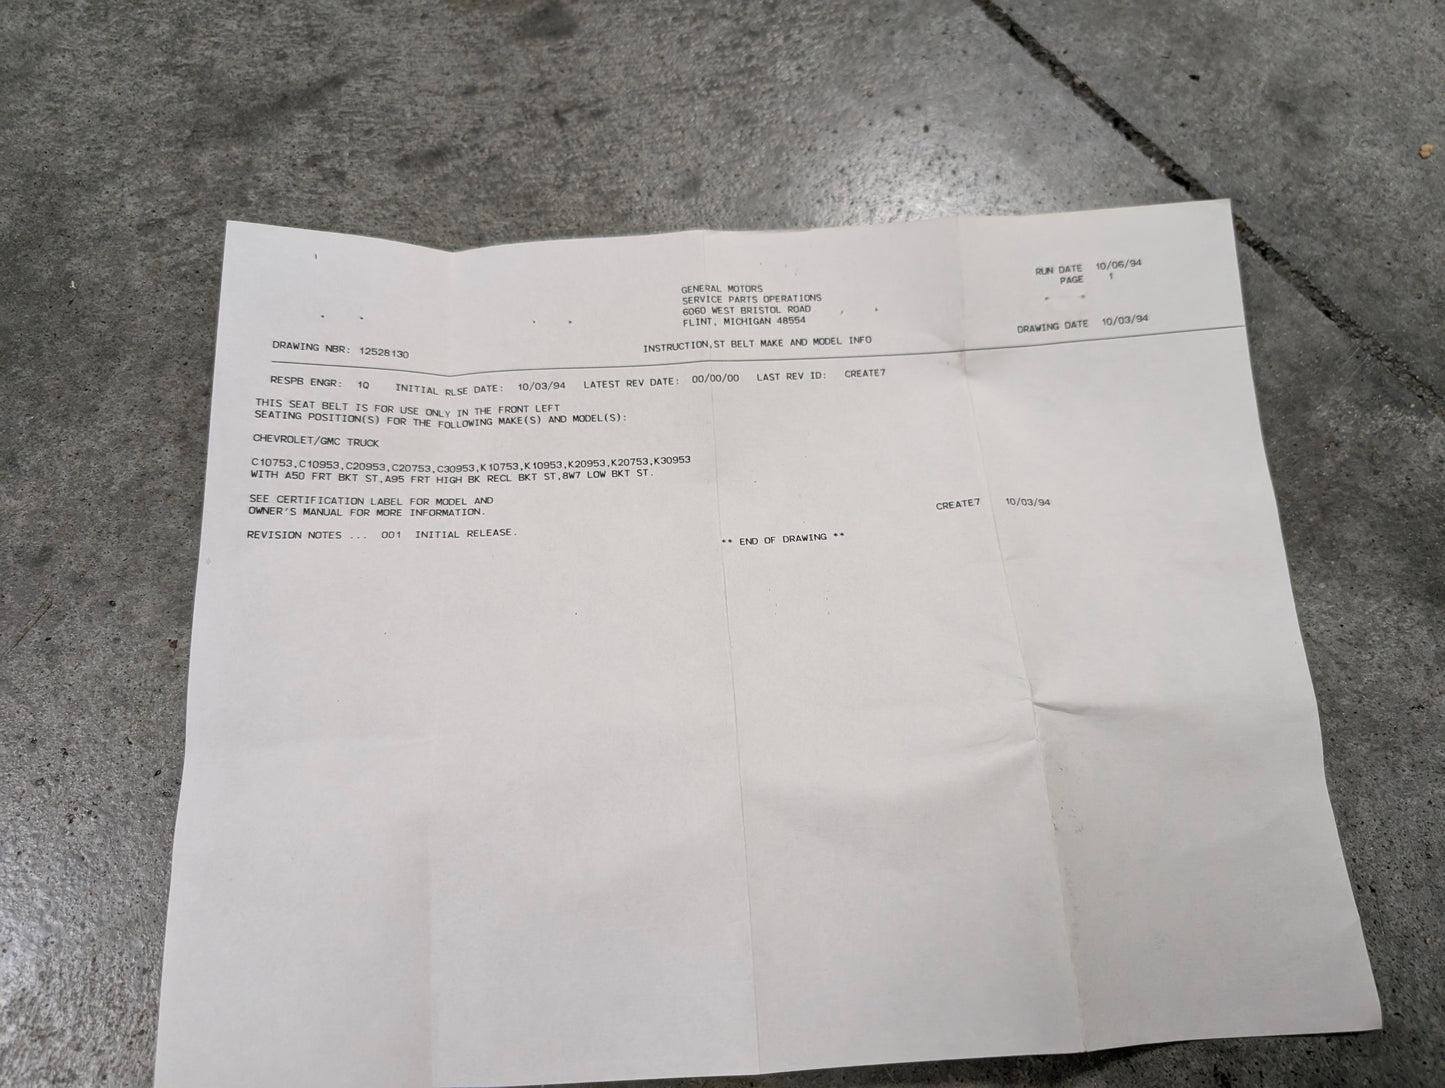 RUN DATE 10/06/94
PAGE 1
GENERAL MOTORS
SERVICE PARTS OPERATIONS
6060 WEST BRISTOL ROAD
FLINT, MICHIGAN 48554
DRAWING DATE 10/03/94
DRAWING NBR: 12528130 INSTRUCTION,ST BELT MAKE AND MODEL INFO
RESPB ENGR: 1Q INITIAL RLSE DATE: 10/03/94 LATEST REV DATE: 00/00/00 LAST REV ID: CREATE7
THIS SEAT BELT IS FOR USE ONLY IN THE FRONT LEFT
SEATING POSITION(S) FOR THE FOLLOWING MAKE(S) AND MODEL(S):
CHEVROLET/GMC TRUCK
C10753,C10953,C20953,C20753,C30953,K10753,K10953,K20953,K20753,K30953
WITH A50 FRT BKT ST,A95 FRT HIGH BK RECL BKT ST,8W7 LOW BKT ST.
SEE CERTIFICATION LABEL FOR MODEL AND
OWNER'S MANUAL FOR MORE INFORMATION.
CREATE7 10/03/94
REVISION NOTES ... 001 INITIAL RELEASE.
** END OF DRAWING **